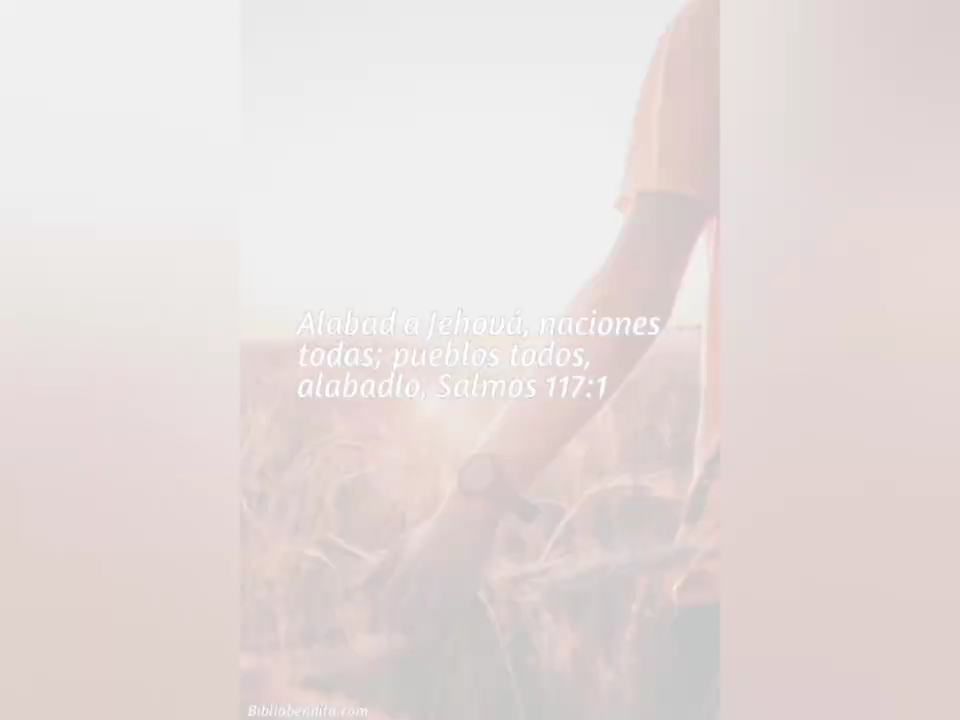 Alabad a Jehová, naciones
todas; pueblos todos,
alabadlo, Salmos 117:1
Bibliabendita.com